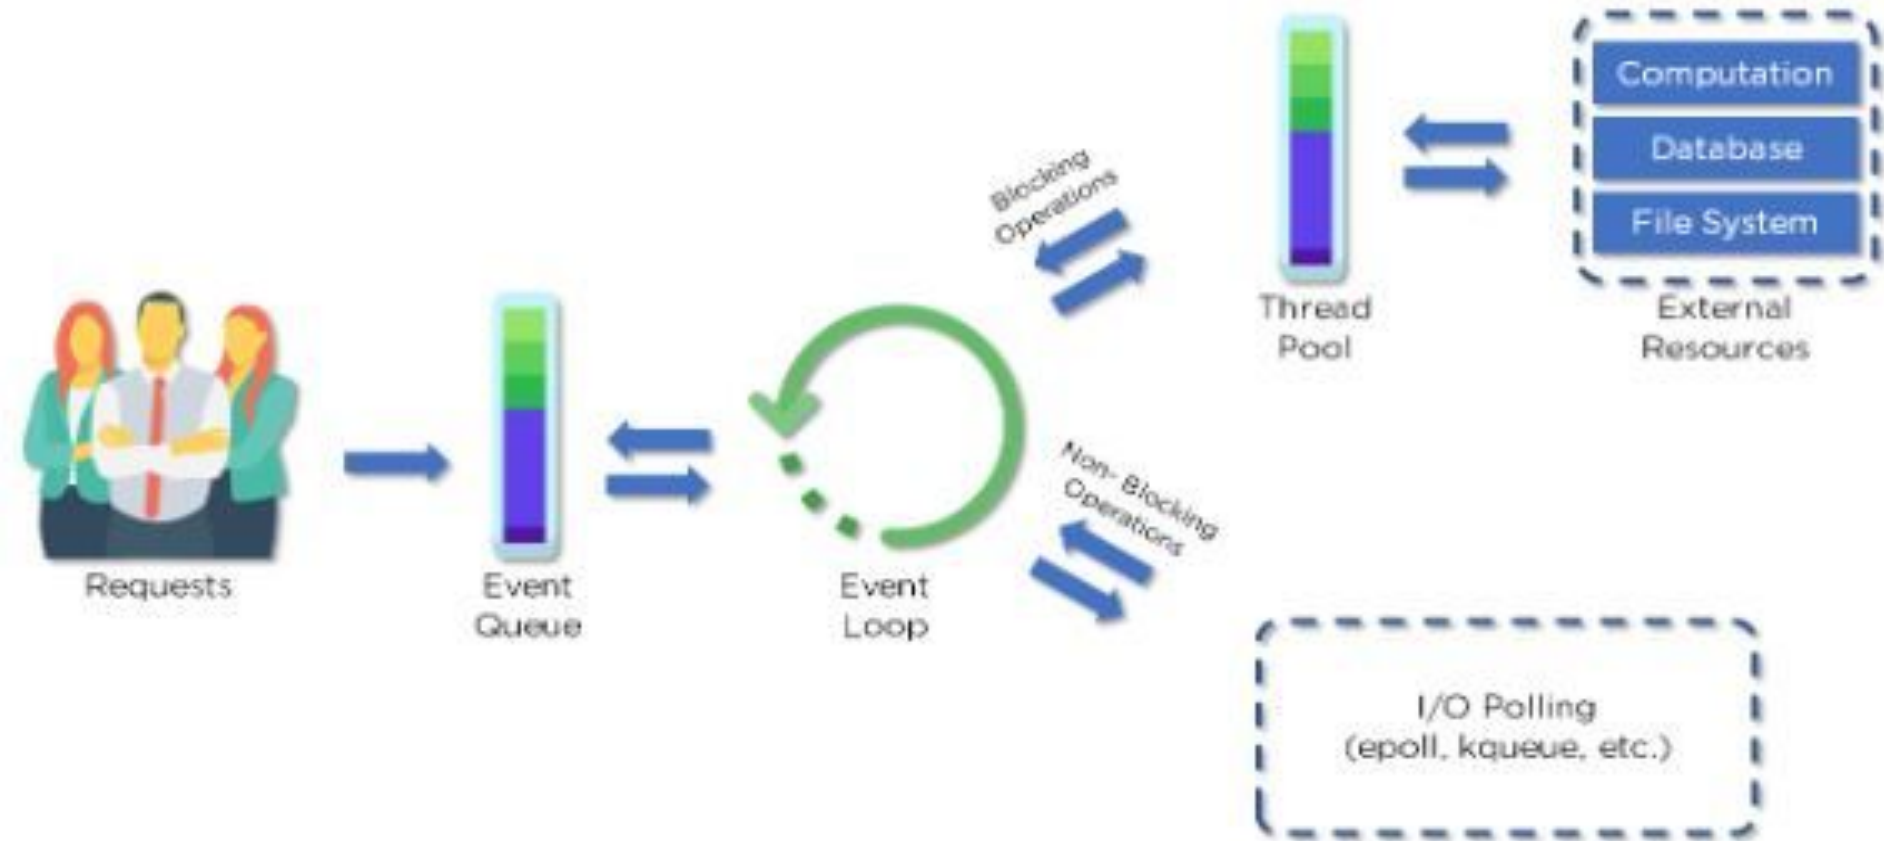 Requests
Event
Queue
Event
Loop
Blocking
Operations
Non- Blocking
Operations
Thread
Pool
Computation
Database
File System
External
Resources
I/O Polling
(epoll, kqueue, etc.)